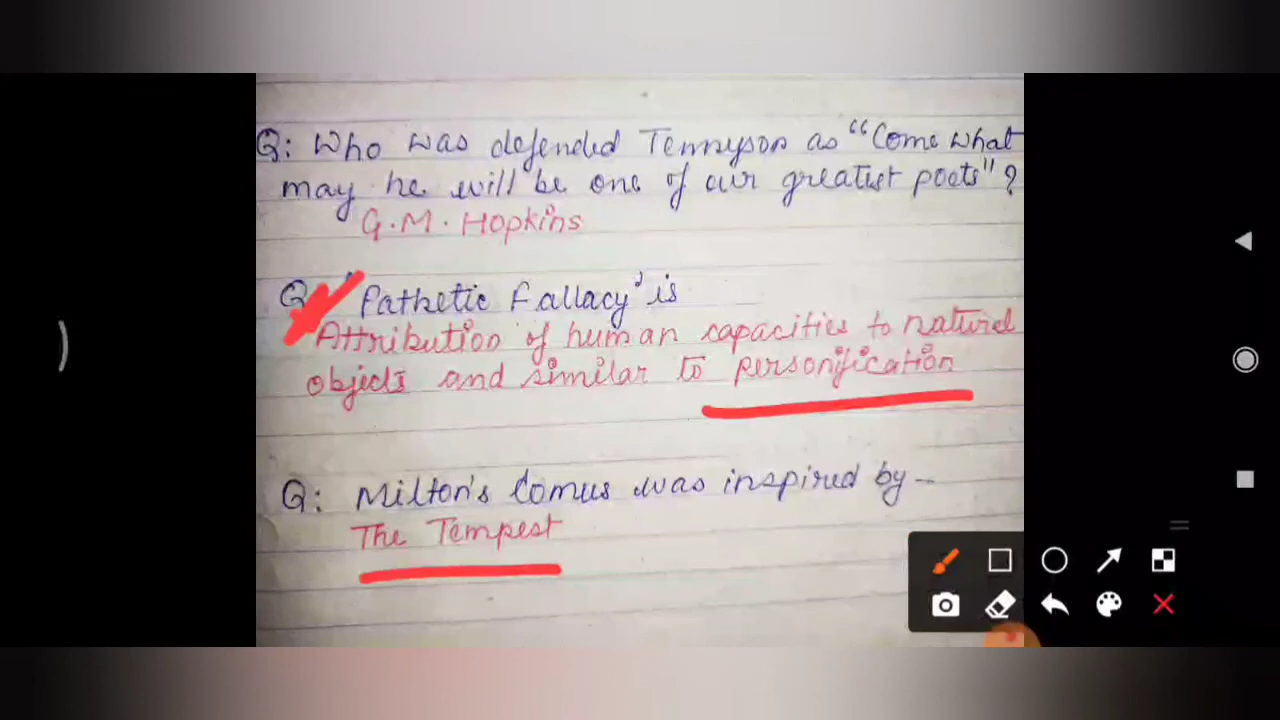 Q: Who was defended Tennyson as "Come what
may he will be one of our greatest poets"?
G.M. Hopkins
Q 'Pathetic fallacy' is
Attribution of human capacities to natural
objects and similar to personification
Q: Milton's Comus was inspired by --
The Tempest